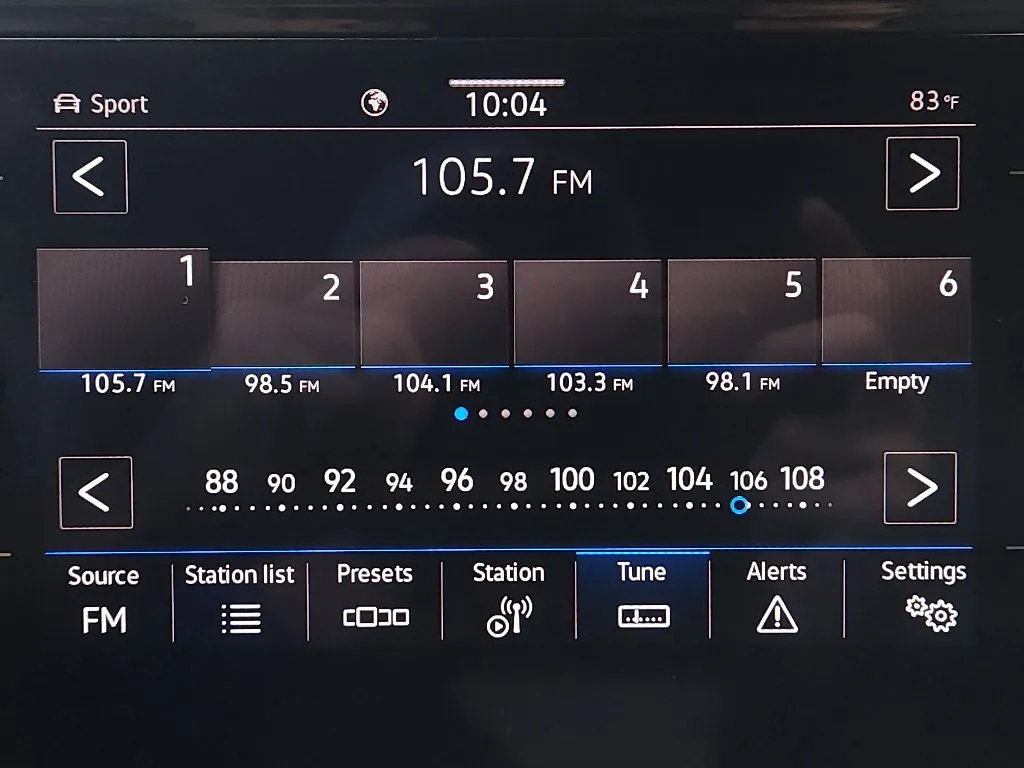 Sport 10:04 83°F
< 105.7 FM >
1 2 3 4 5 6
105.7 FM 98.5 FM 104.1 FM 103.3 FM 98.1 FM Empty
< 88 90 92 94 96 98 100 102 104 106 108 >
Source Station list Presets Station Tune Alerts Settings
FM